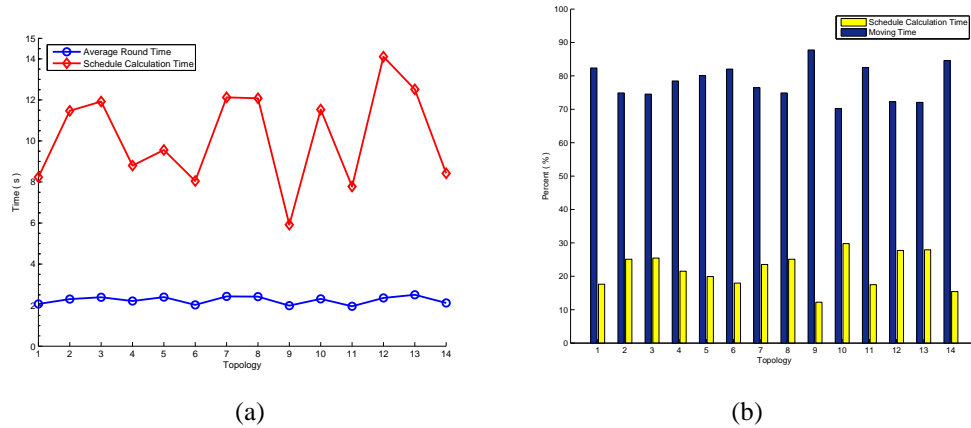 15
14
12
10
8
6
4
2
0
Time ( s )
Average Round Time
Schedule Calculation Time
1 2 3 4 5 6 7 8 9 10 11 12 13 14
Topology
(a)
100
90
80
70
60
50
40
30
20
10
0
Percent ( % )
Schedule Calculation Time
Moving Time
1 2 3 4 5 6 7 8 9 10 11 12 13 14
Topology
(b)